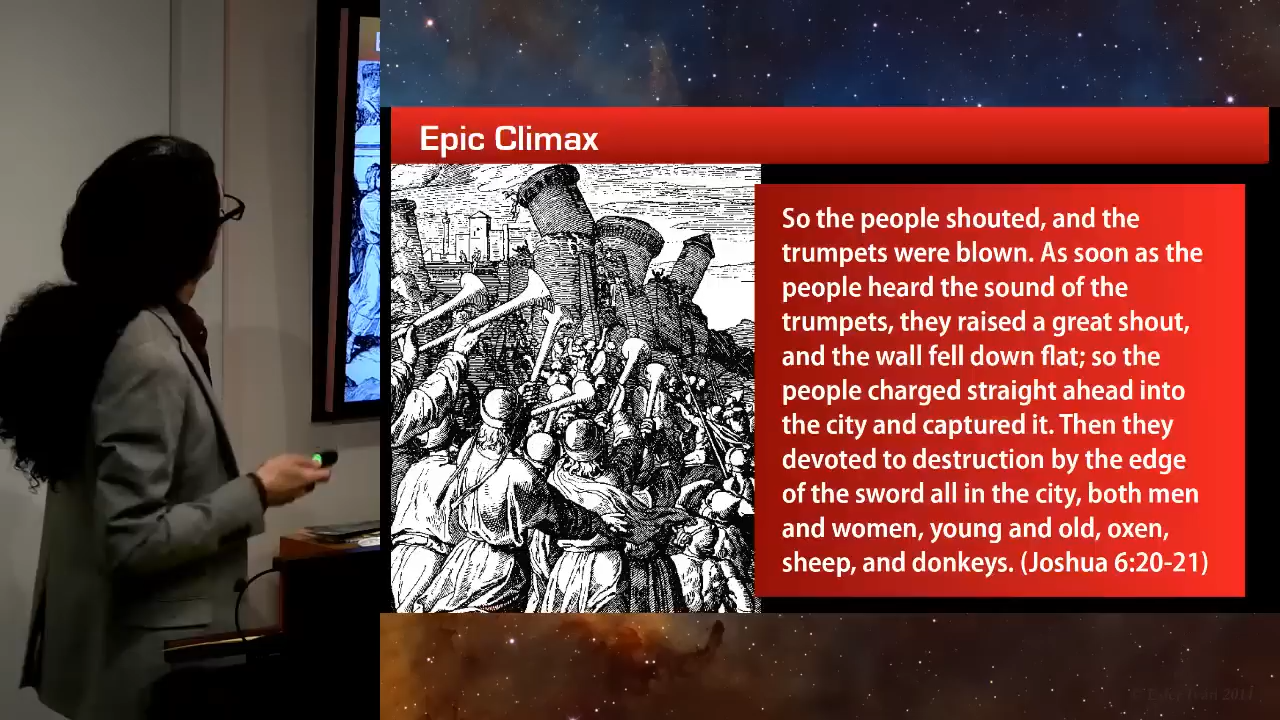 Epic Climax
So the people shouted, and the
trumpets were blown. As soon as the
people heard the sound of the
trumpets, they raised a great shout,
and the wall fell down flat; so the
people charged straight ahead into
the city and captured it. Then they
devoted to destruction by the edge
of the sword all in the city, both men
and women, young and old, oxen,
sheep, and donkeys. (Joshua 6:20-21)